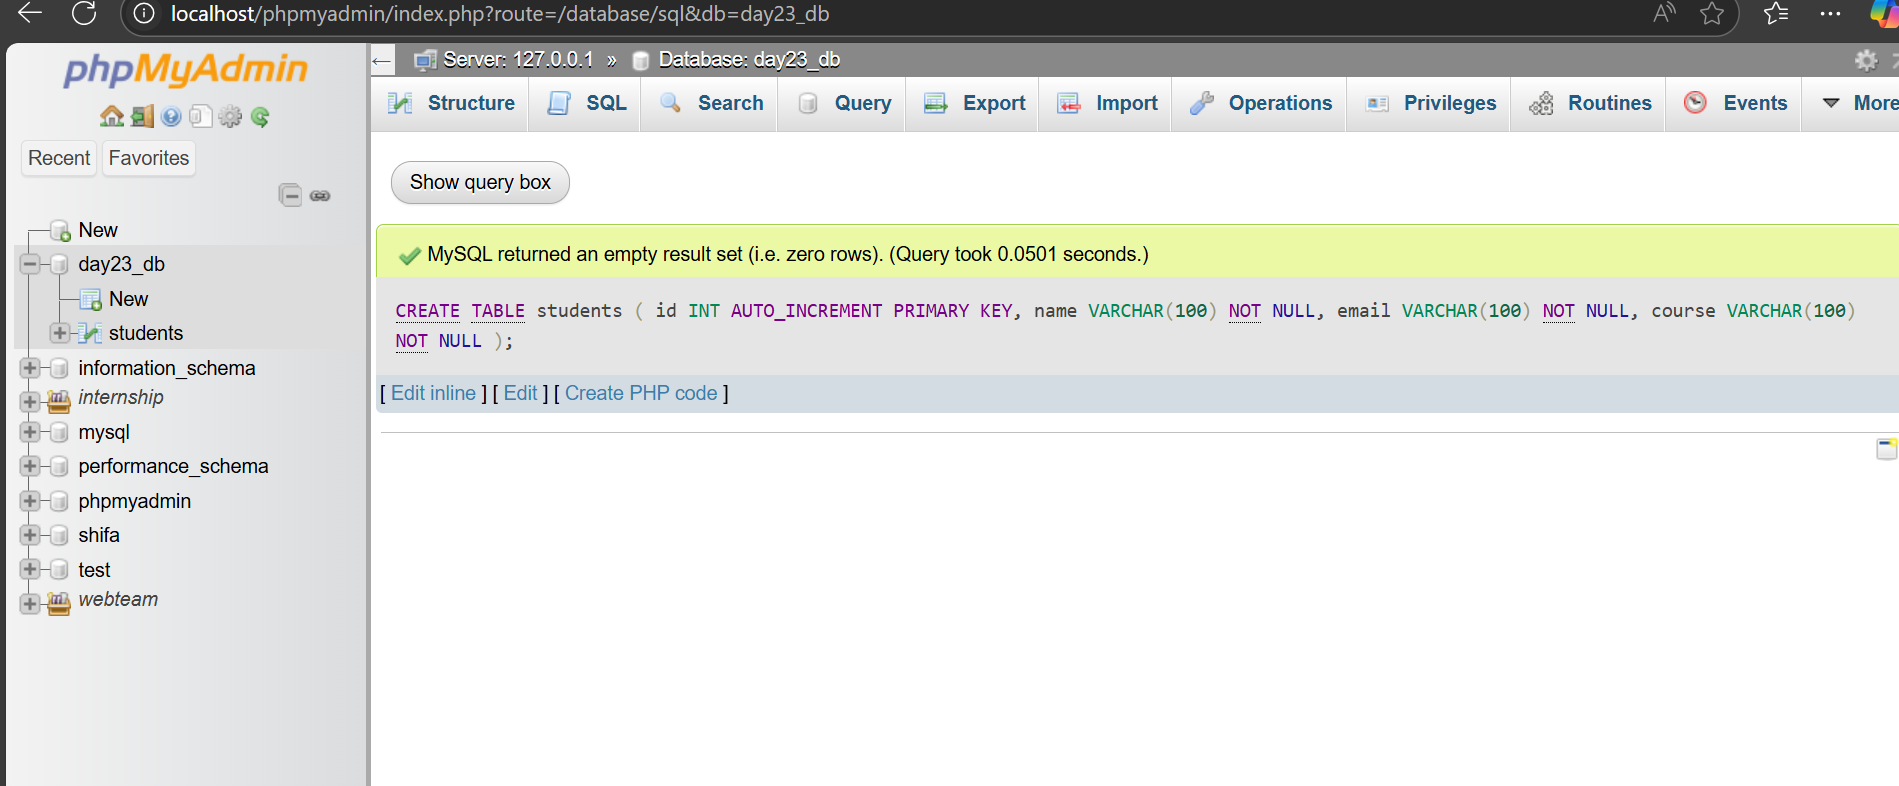 localhost/phpmyadmin/index.php?route=/database/sql&db=day23_db
phpMyAdmin
Recent Favorites
New
day23_db
New
students
information_schema
internship
mysql
performance_schema
phpmyadmin
shifa
test
webteam
Server: 127.0.0.1 » Database: day23_db
Structure SQL Search Query Export Import Operations Privileges Routines Events More
Show query box
MySQL returned an empty result set (i.e. zero rows). (Query took 0.0501 seconds.)
CREATE TABLE students ( id INT AUTO_INCREMENT PRIMARY KEY, name VARCHAR(100) NOT NULL, email VARCHAR(100) NOT NULL, course VARCHAR(100)
NOT NULL );
[ Edit inline ] [ Edit ] [ Create PHP code ]